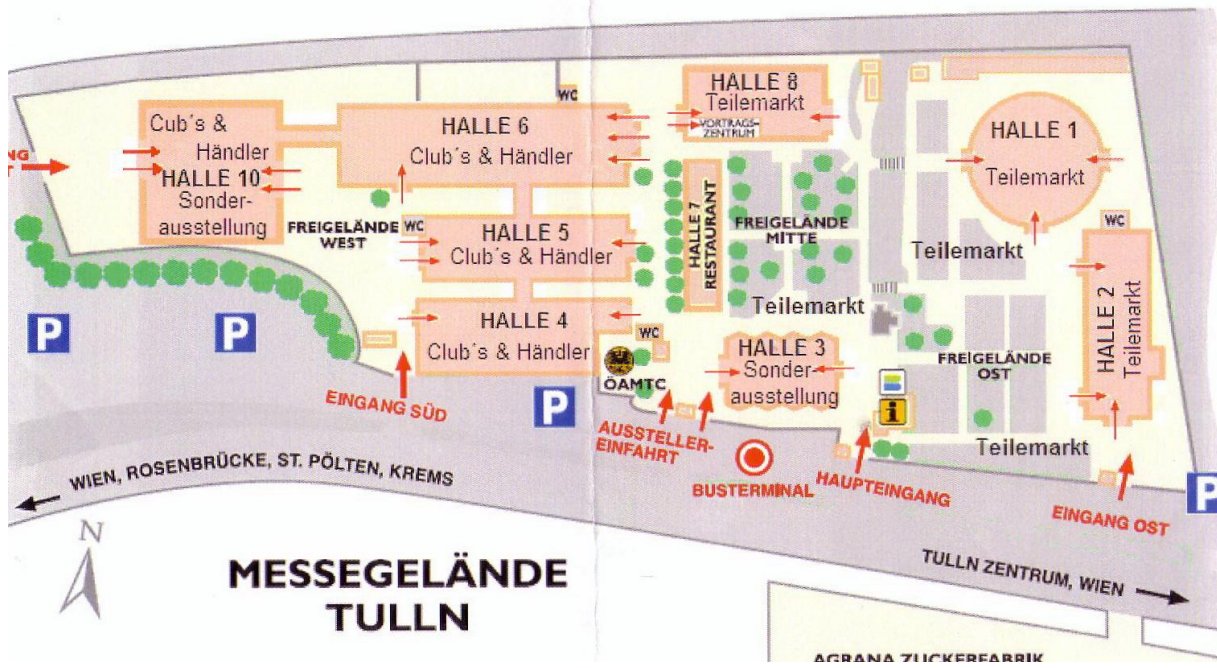 HALLE 8
Teilemarkt
VORTRAGS-
ZENTRUM
WC
Cub's &
Händler
HALLE 10
Sonder-
ausstellung
HALLE 6
Club's & Händler
HALLE 1
Teilemarkt
NG
T
FREIGELÄNDE
WEST
WC
HALLE 5
Club's & Händler
HALLE 7
RESTAURANT
FREIGELÄNDE
MITTE
Teilemarkt
WC
Teilemarkt
HALLE 2
Teilemarkt
P
P
HALLE 4
Club's & Händler
WC
ÖAMTC
HALLE 3
Sonder-
ausstellung
FREIGELÄNDE
OST
i
Teilemarkt
EINGANG SÜD
P
AUSSTELLER-
EINFAHRT
BUSTERMINAL
HAUPTEINGANG
EINGANG OST
P
WIEN, ROSENBRÜCKE, ST. PÖLTEN, KREMS
TULLN ZENTRUM, WIEN
N
MESSEGELÄNDE
TULLN
AGRANA ZUCKERFABRIK